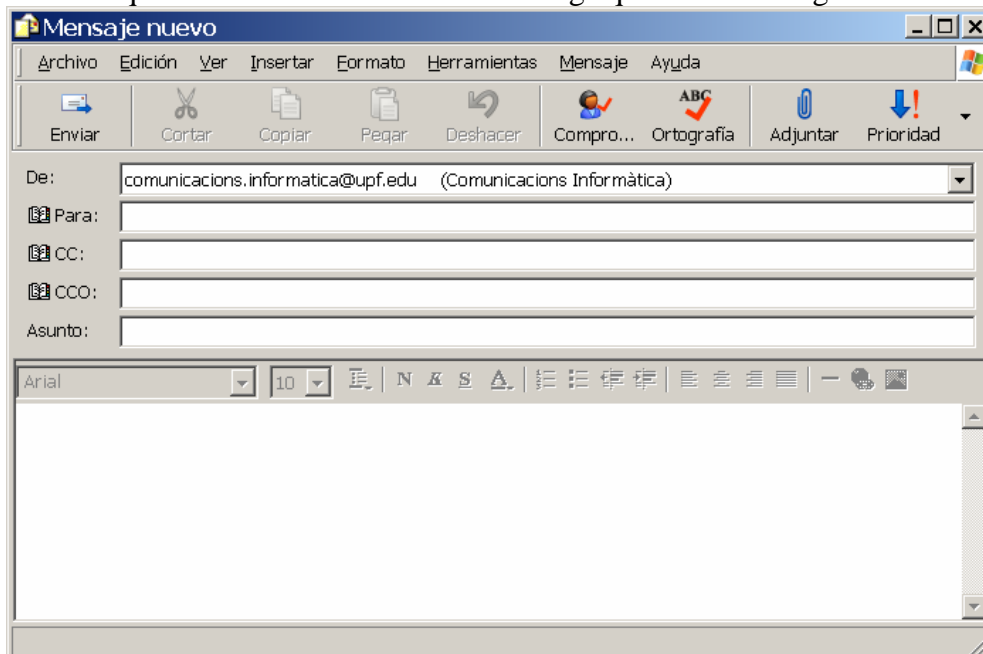 Mensaje nuevo
Archivo Edición Ver Insertar Formato Herramientas Mensaje Ayuda
Enviar Cortar Copiar Pegar Deshacer Compro... Ortografía Adjuntar Prioridad
De: comunicacions.informatica@upf.edu (Comunicacions Informàtica)
Para:
CC:
CCO:
Asunto:
Arial 10 N K S A